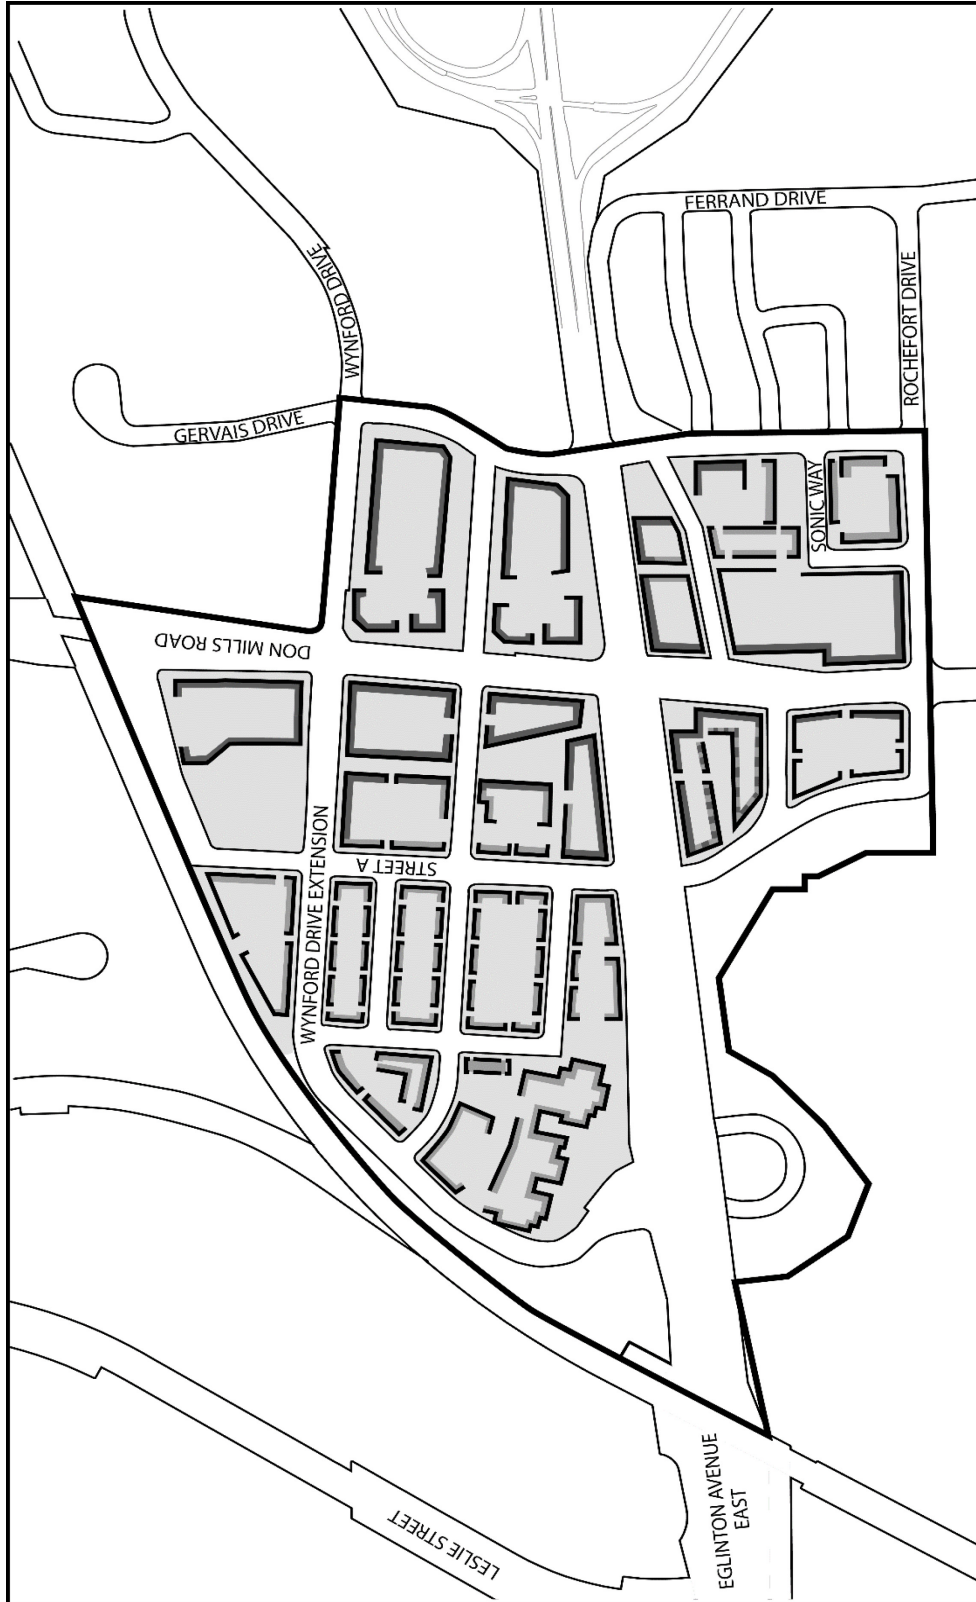 FERRAND DRIVE
WYNFORD DRIVE
ROCHEFORT DRIVE
GERVAIS DRIVE
SONIC WAY
DON MILLS ROAD
WYNFORD DRIVE EXTENSION
STREET A
EGLINTON AVENUE
EAST
LESLIE STREET